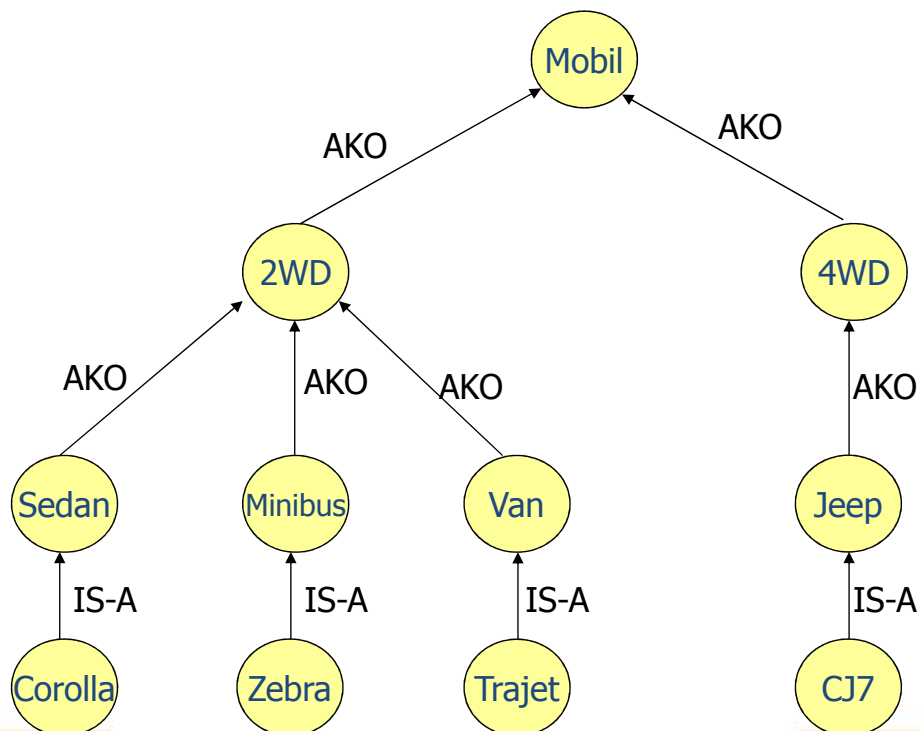 Mobil
AKO
AKO
2WD
4WD
AKO
AKO
AKO
AKO
Sedan
Minibus
Van
Jeep
IS-A
IS-A
IS-A
IS-A
Corolla
Zebra
Trajet
CJ7